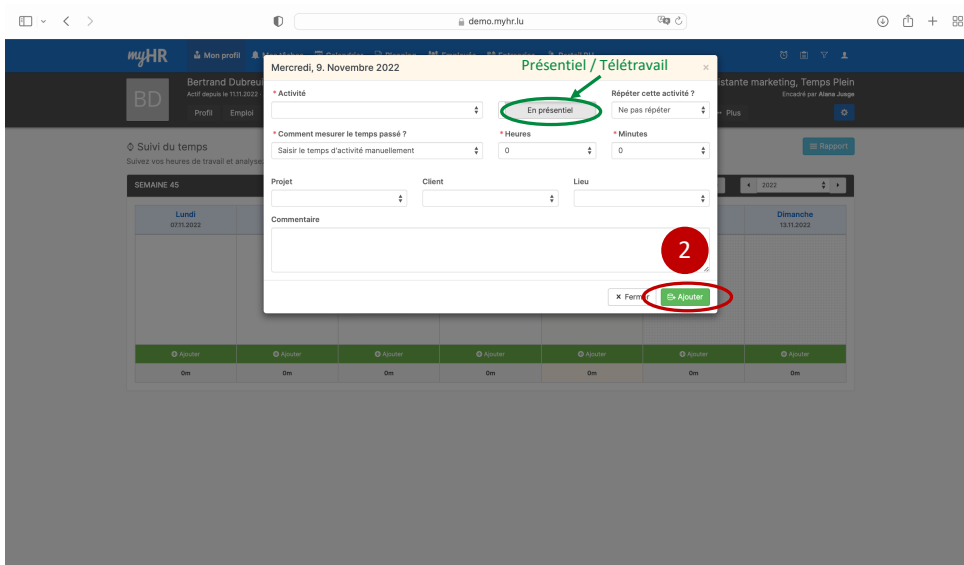 demo.myhr.lu
myHR Mon profil
Planning
Mercredi, 9. Novembre 2022
Présentiel / Télétravail
×
BD
Bertrand Dubreui
Actif depuis le 11.11.2022
Profil Emploi
istante marketing, Temps Plein
Encadré par Alana Juage
Plus
* Activité
En présentiel
Répéter cette activité ?
Ne pas répéter
* Comment mesurer le temps passé ?
Saisir le temps d'activité manuellement
* Heures
0
* Minutes
0
Suivi du temps
Suivez vos heures de travail et analyse
Rapport
SEMAINE 45
2022
Projet
Client
Lieu
Commentaire
Lundi
07.11.2022
Dimanche
13.11.2022
2
× Fermer
Ajouter
Ajouter Ajouter Ajouter Ajouter Ajouter Ajouter Ajouter
0m 0m 0m 0m 0m 0m 0m